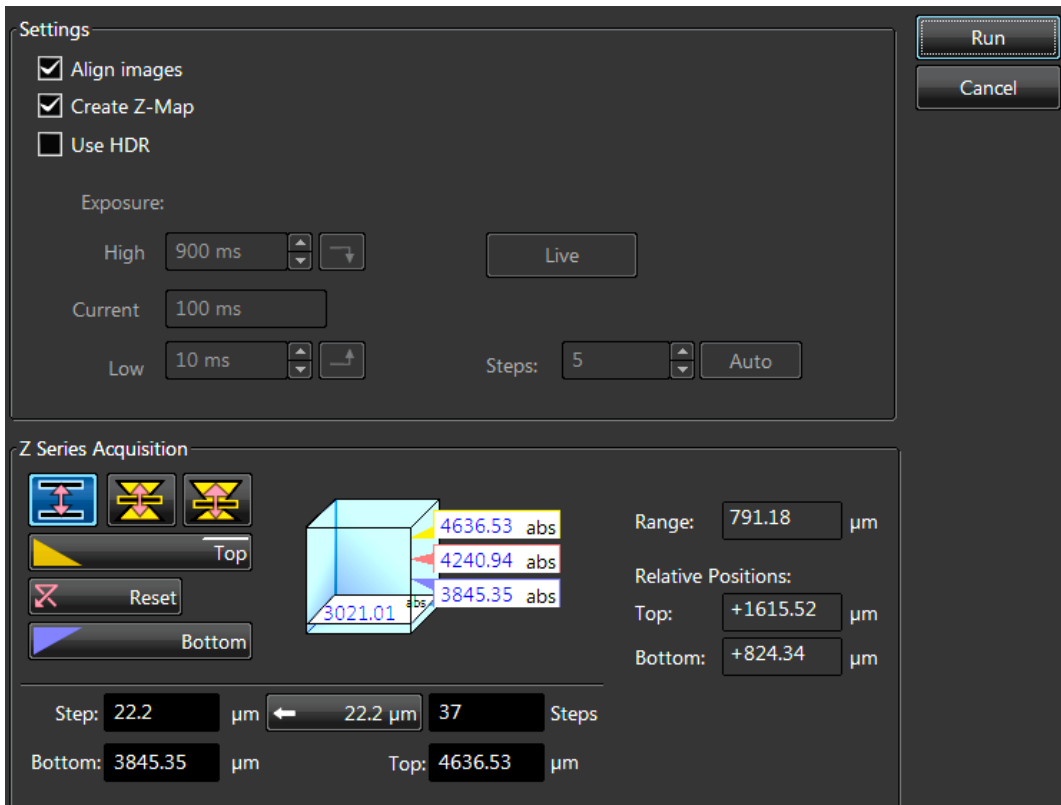 Settings
Run
Align images
Cancel
Create Z-Map
Use HDR
Exposure:
High 900 ms Live
Current 100 ms
Low 10 ms Steps: 5 Auto
Z Series Acquisition
4636.53 abs
Range: 791.18 µm
Top
4240.94 abs
Relative Positions:
Reset
3845.35 abs
3021.01 abs
Top: +1615.52 µm
Bottom
Bottom: +824.34 µm
Step: 22.2 µm 22.2 µm 37 Steps
Bottom: 3845.35 µm Top: 4636.53 µm